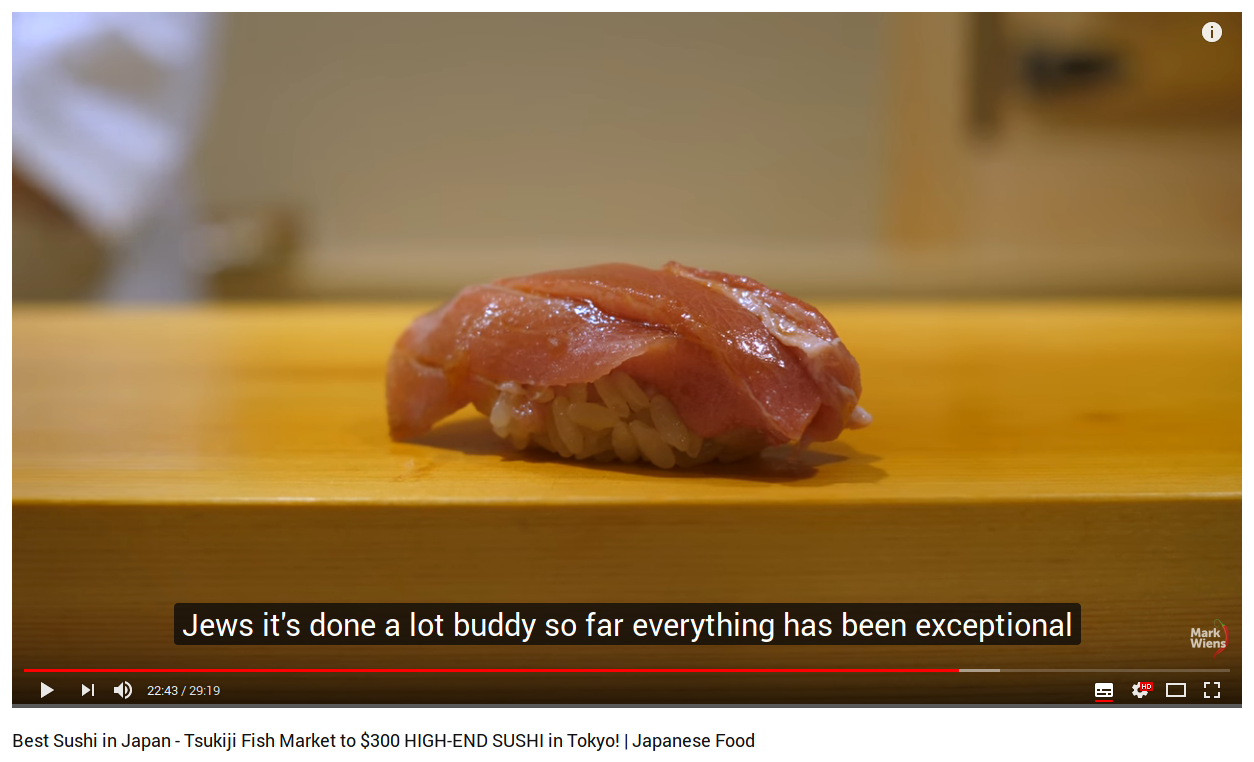 Jews it's done a lot buddy so far everything has been exceptional
Mark
Wiens
22:43 / 29:19
HD
Best Sushi in Japan - Tsukiji Fish Market to $300 HIGH-END SUSHI in Tokyo! | Japanese Food